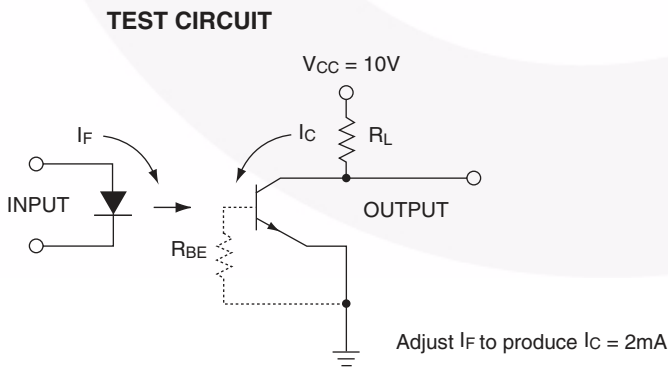 TEST CIRCUIT
VCC = 10V
IF
IC
RL
INPUT
OUTPUT
RBE
Adjust IF to produce IC = 2mA